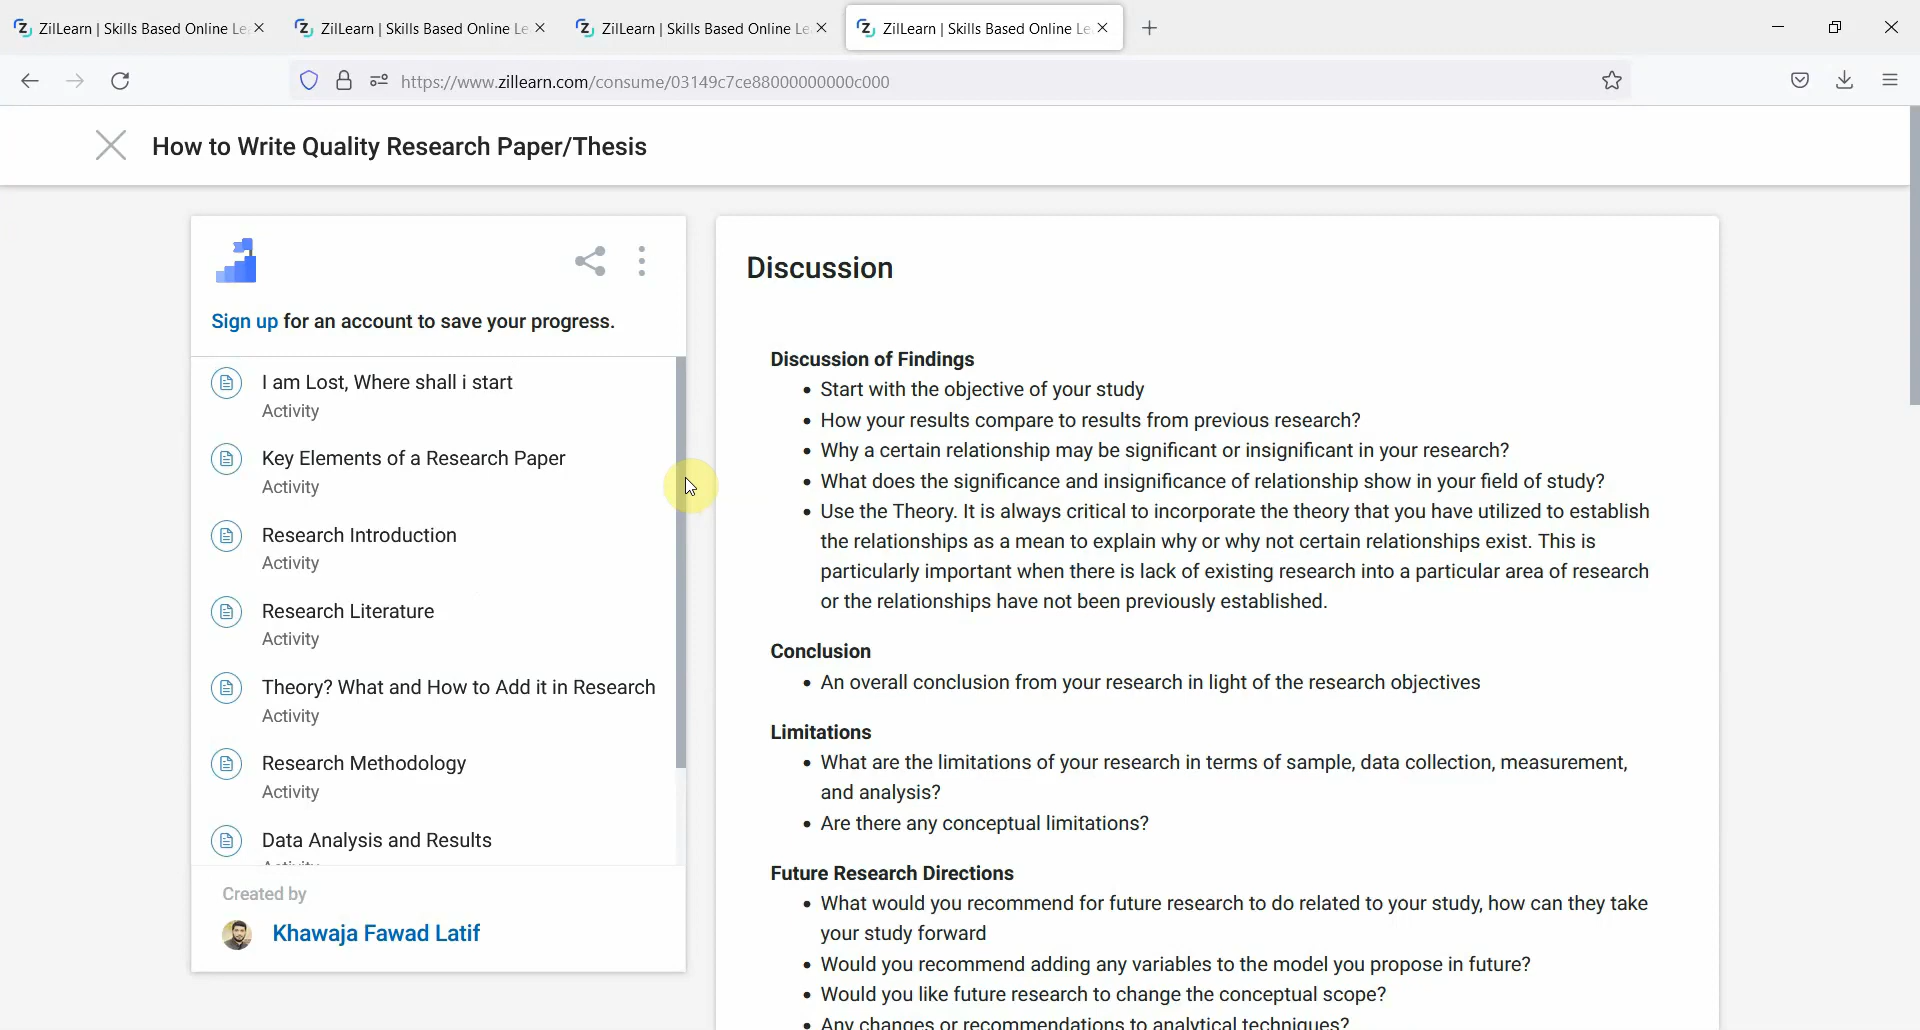 ZilLearn | Skills Based Online Le
ZilLearn | Skills Based Online Le
ZilLearn | Skills Based Online Le
ZilLearn | Skills Based Online Le
https://www.zillearn.com/consume/03149c7ce88000000000c000
How to Write Quality Research Paper/Thesis
Sign up for an account to save your progress.
I am Lost, Where shall i start
Activity
Key Elements of a Research Paper
Activity
Research Introduction
Activity
Research Literature
Activity
Theory? What and How to Add it in Research
Activity
Research Methodology
Activity
Data Analysis and Results
Activity
Created by
Khawaja Fawad Latif
Discussion
Discussion of Findings
• Start with the objective of your study
• How your results compare to results from previous research?
• Why a certain relationship may be significant or insignificant in your research?
• What does the significance and insignificance of relationship show in your field of study?
• Use the Theory. It is always critical to incorporate the theory that you have utilized to establish
the relationships as a mean to explain why or why not certain relationships exist. This is
particularly important when there is lack of existing research into a particular area of research
or the relationships have not been previously established.
Conclusion
• An overall conclusion from your research in light of the research objectives
Limitations
• What are the limitations of your research in terms of sample, data collection, measurement,
and analysis?
• Are there any conceptual limitations?
Future Research Directions
• What would you recommend for future research to do related to your study, how can they take
your study forward
• Would you recommend adding any variables to the model you propose in future?
• Would you like future research to change the conceptual scope?
• Any changes or recommendations to analytical techniques?